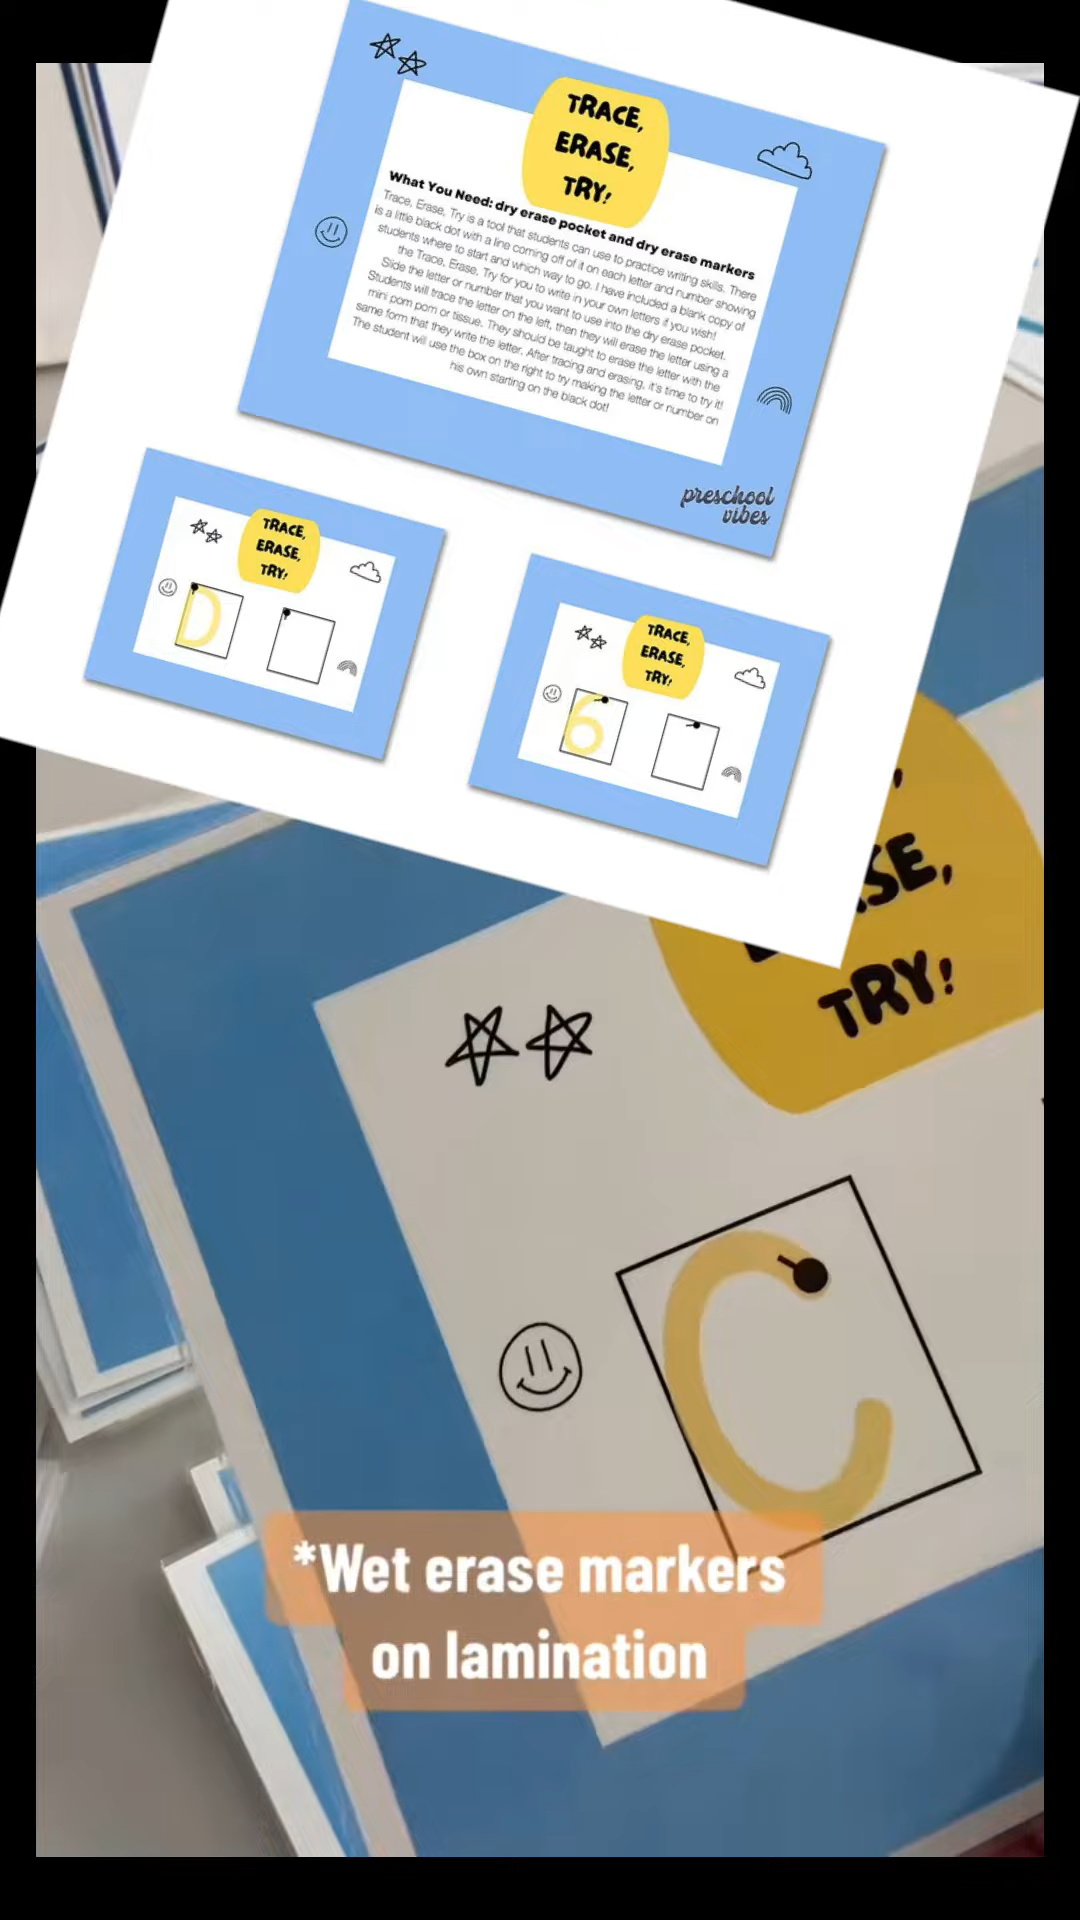 TRACE,
ERASE,
TRY!
What You Need: dry erase pocket and dry erase markers
Trace, Erase, Try is a tool that students can use to practice writing skills. There
is a little black dot with a line coming off of it on each letter and number showing
students where to start and which way to go. I have included a blank copy of
the Trace, Erase, Try for you to write in your own letters if you wish!
Slide the letter or number that you want to use into the dry erase pocket.
Students will trace the letter on the left, then they will erase the letter using a
mini pom pom or tissue. They should be taught to erase the letter with the
same form that they write the letter. After tracing and erasing, it's time to try it!
The student will use the box on the right to try making the letter or number on
his own starting on the black dot!
preschool
vibes
TRACE,
ERASE,
TRY!
D
TRACE,
ERASE,
TRY!
6
SE,
TRY!
C
*Wet erase markers
on lamination